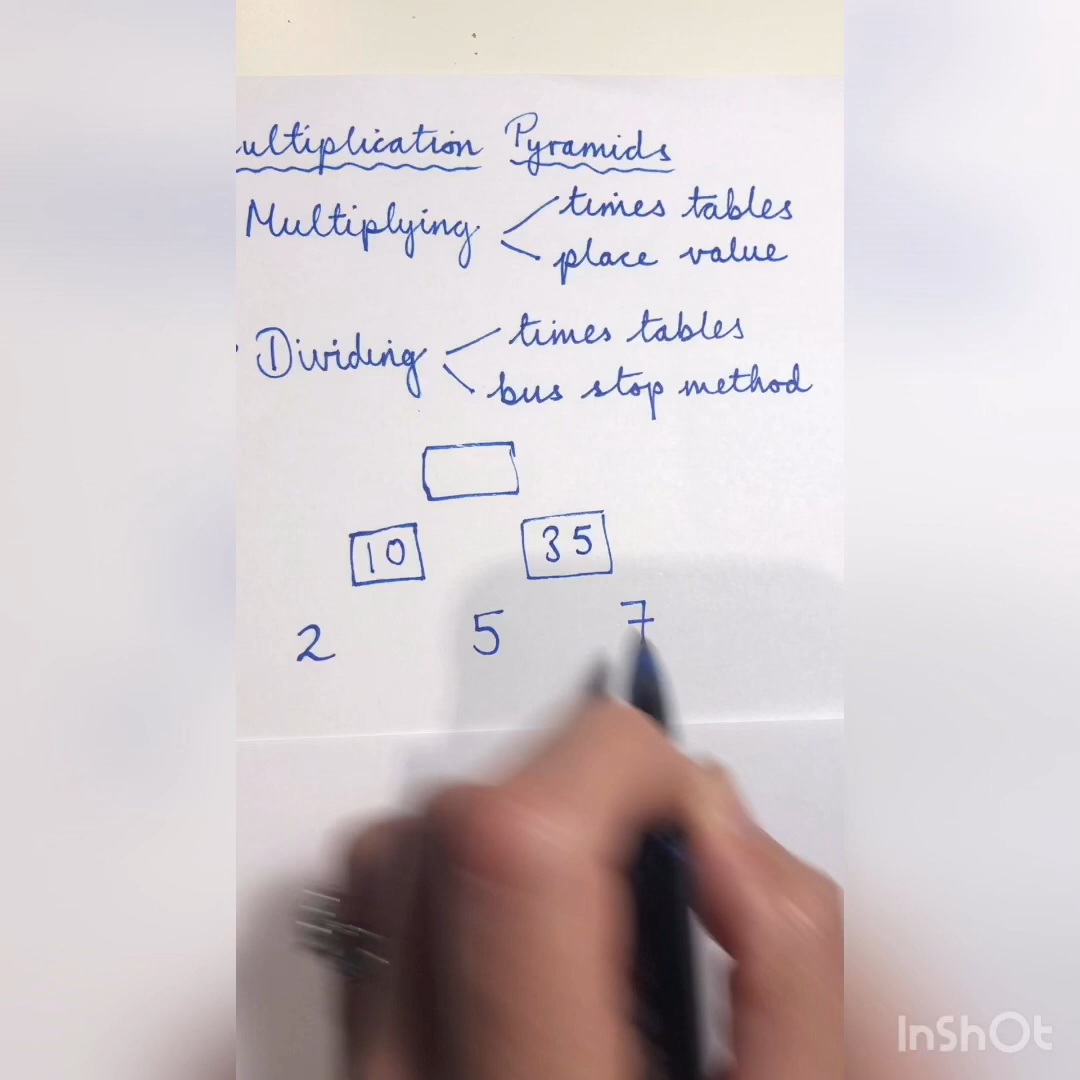 ultiplication Pyramids
Multiplying times tables
place value
Dividing times tables
bus stop method
10 35
2 5 7
InShOt